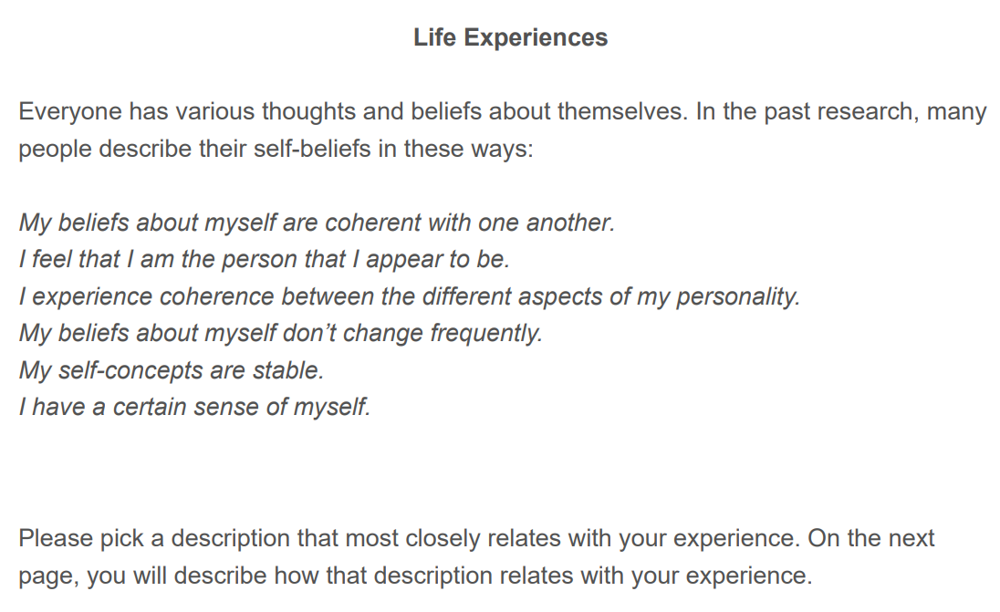 Life Experiences
Everyone has various thoughts and beliefs about themselves. In the past research, many
people describe their self-beliefs in these ways:
My beliefs about myself are coherent with one another.
I feel that I am the person that I appear to be.
I experience coherence between the different aspects of my personality.
My beliefs about myself don’t change frequently.
My self-concepts are stable.
I have a certain sense of myself.
Please pick a description that most closely relates with your experience. On the next
page, you will describe how that description relates with your experience.